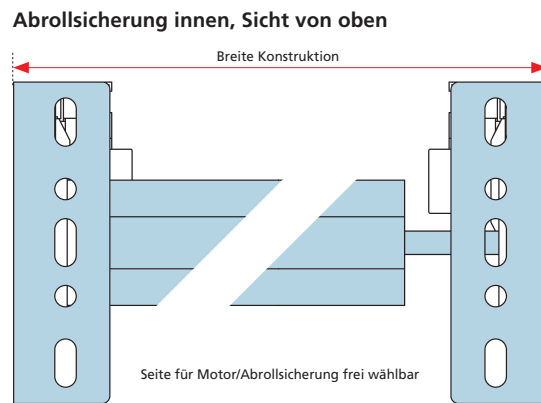 Abrollsicherung innen, Sicht von oben
Breite Konstruktion
Seite für Motor/Abrollsicherung frei wählbar